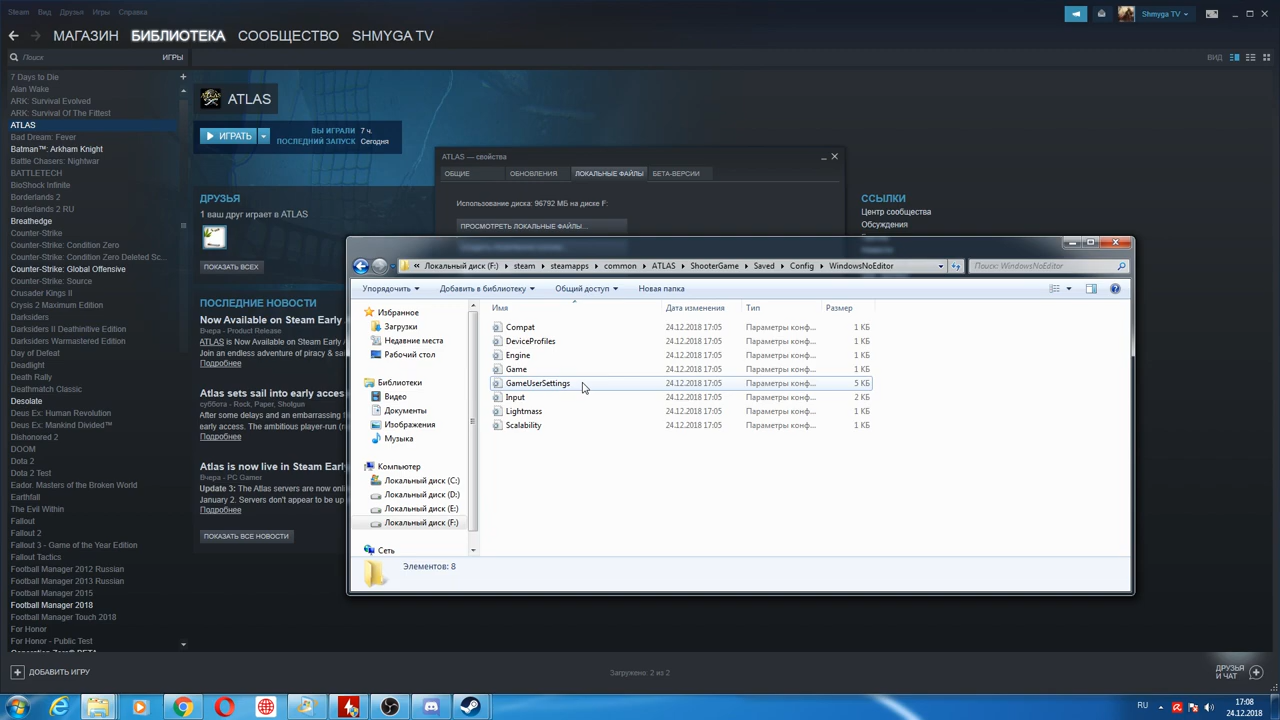 Steam Вид Друзья Игры Справка
Shmyga TV
МАГАЗИН БИБЛИОТЕКА СООБЩЕСТВО SHMYGA TV
Поиск ИГРЫ
ВИД
7 Days to Die
Alan Wake
ARK: Survival Evolved
ARK: Survival Of The Fittest
ATLAS
Bad Dream: Fever
Batman™: Arkham Knight
Battle Chasers: Nightwar
BATTLETECH
BioShock Infinite
Borderlands 2
Borderlands 2 RU
Breathedge
Counter-Strike
Counter-Strike: Condition Zero
Counter-Strike: Condition Zero Deleted Sc...
Counter-Strike: Global Offensive
Counter-Strike: Source
Crusader Kings II
Crysis 2 Maximum Edition
Darksiders
Darksiders II Deathinitive Edition
Darksiders Warmastered Edition
Day of Defeat
Deadlight
Death Rally
Desolate
Deus Ex: Human Revolution
Deus Ex: Mankind Divided™
Dishonored 2
DOOM
Dota 2
Dota 2 Test
Eador. Masters of the Broken World
Earthfall
The Evil Within
Fallout
Fallout 2
Fallout 3 - Game of the Year Edition
Fallout Tactics
Football Manager 2012 Russian
Football Manager 2013 Russian
Football Manager 2015
Football Manager 2018
Football Manager Touch 2018
For Honor
For Honor - Public Test
ДОБАВИТЬ ИГРУ
ATLAS
ИГРАТЬ
ВЫ ИГРАЛИ 7 ч.
ПОСЛЕДНИЙ ЗАПУСК Сегодня
ДРУЗЬЯ
1 ваш друг играет в ATLAS
ПОКАЗАТЬ ВСЕХ
ПОСЛЕДНИЕ НОВОСТИ
Now Available on Steam Early
Вчера - Product Release
ATLAS is Now Available on Steam Early
Join an endless adventure of piracy & sa
Подробнее
Atlas sets sail into early acces
суббота - Rock, Paper, Shotgun
After some delays and an embarrassing
early access. The ambitious player-run (r
Подробнее
Atlas is now live in Steam Ear
Вчера - PC Gamer
Update 3: The Atlas servers are now onl
January 2. Servers don't appear to be up
Подробнее
ПОКАЗАТЬ ВСЕ НОВОСТИ
ATLAS — свойства
ОБЩИЕ ОБНОВЛЕНИЯ ЛОКАЛЬНЫЕ ФАЙЛЫ БЕТА-ВЕРСИИ
Использование диска: 96792 МБ на диске F:
ПРОСМОТРЕТЬ ЛОКАЛЬНЫЕ ФАЙЛЫ...
ССЫЛКИ
Центр сообщества
Обсуждения
Локальный диск (F:) steam steamapps common ATLAS ShooterGame Saved Config WindowsNoEditor
Поиск: WindowsNoEditor
Упорядочить Добавить в библиотеку Общий доступ Новая папка
Избранное
Загрузки
Недавние места
Рабочий стол
Библиотеки
Видео
Документы
Изображения
Музыка
Компьютер
Локальный диск (C:)
Локальный диск (D:)
Локальный диск (E:)
Локальный диск (F:)
Сеть
Имя Дата изменения Тип Размер
Compat 24.12.2018 17:05 Параметры конф... 1 КБ
DeviceProfiles 24.12.2018 17:05 Параметры конф... 1 КБ
Engine 24.12.2018 17:05 Параметры конф... 1 КБ
Game 24.12.2018 17:05 Параметры конф... 1 КБ
GameUserSettings 24.12.2018 17:05 Параметры конф... 5 КБ
Input 24.12.2018 17:05 Параметры конф... 2 КБ
Lightmass 24.12.2018 17:05 Параметры конф... 1 КБ
Scalability 24.12.2018 17:05 Параметры конф... 1 КБ
Элементов: 8
Загружено: 2 из 2
ДРУЗЬЯ
И ЧАТ
RU
17:08
24.12.2018